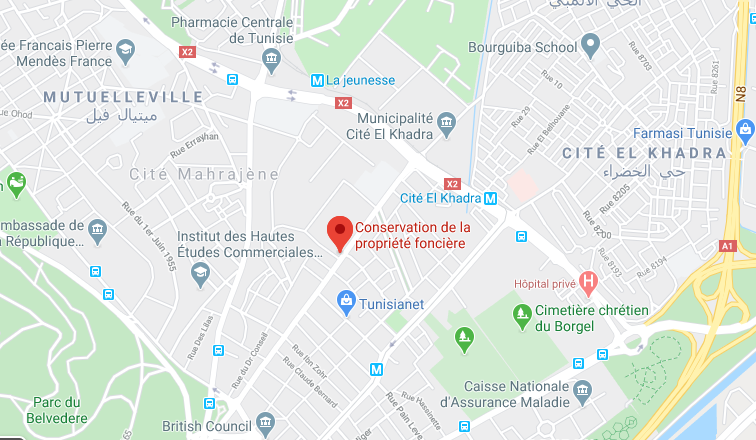 الحي الأولمبي
Pharmacie Centrale
de Tunisie
ée Francais Pierre
Mendès France
X2
Bourguiba School
Rue 8703
Rue 8261
N8
La jeunesse
Rue 10
MUTUELLEVILLE
ميتيال فيل
X2
Rue Ohod
Municipalité
Cité El Khadra
Rue 29
Rue El Bélhouane
Farmasi Tunisie
Rue Errayhan
CITÉ EL KHADRA
حي الخضراء
Cité Mahrajène
X2
Cité El Khadra
Rue 8205
Rue du 1er Juin 1955
mbassade de
a République...
Institut des Hautes
Études Commerciales...
Conservation de la
propriété foncière
Rue 8200
A1
Rue 8193
Rue 8194
Hôpital privé
H
Tunisianet
Cimetière chrétien
du Borgel
Rue Das Lilas
Rue du Dr Conseil
Rue Ibn Zohr
Rue Claude Bernard
Parc du
Belvedere
Caisse Nationale
d'Assurance Maladie
Rue Hassinette
Rue Pain Leve
British Council